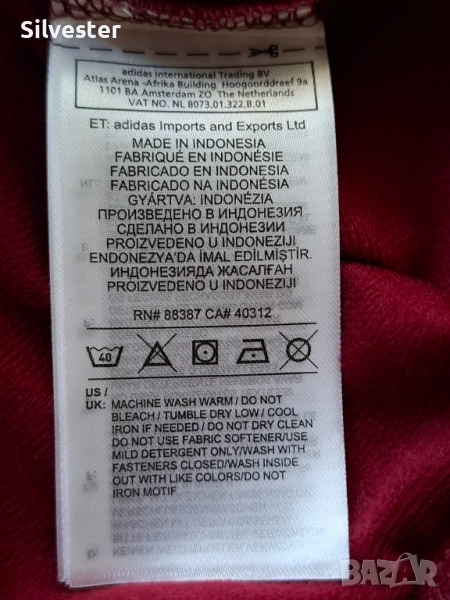 Silvester
adidas International Trading BV
Atlas Arena -Afrika Building Hoogoorddreef 9a
1101 BA Amsterdam ZO The Netherlands
VAT NO. NL 8073.01.322.B.01
ET: adidas Imports and Exports Ltd
MADE IN INDONESIA
FABRIQUÉ EN INDONÉSIE
FABRICADO EN INDONESIA
FABRICADO NA INDONÉSIA
GYÁRTVA: INDONÉZIA
ПРОИЗВЕДЕНО В ИНДОНЕЗИЯ
СДЕЛАНО В ИНДОНЕЗИИ
PROIZVEDENO U INDONEZIJI
ENDONEZYA'DA İMAL EDİLMİŞTİR.
ИНДОНЕЗИЯДА ЖАСАЛҒАН
PROIZVEDENO U INDONEZIJI
RN# 88387 CA# 40312
40
US /
UK: MACHINE WASH WARM / DO NOT
BLEACH / TUMBLE DRY LOW / COOL
IRON IF NEEDED / DO NOT DRY CLEAN
DO NOT USE FABRIC SOFTENER/USE
MILD DETERGENT ONLY/WASH WITH
FASTENERS CLOSED/WASH INSIDE
OUT WITH LIKE COLORS/DO NOT
IRON MOTIF
BAZAR